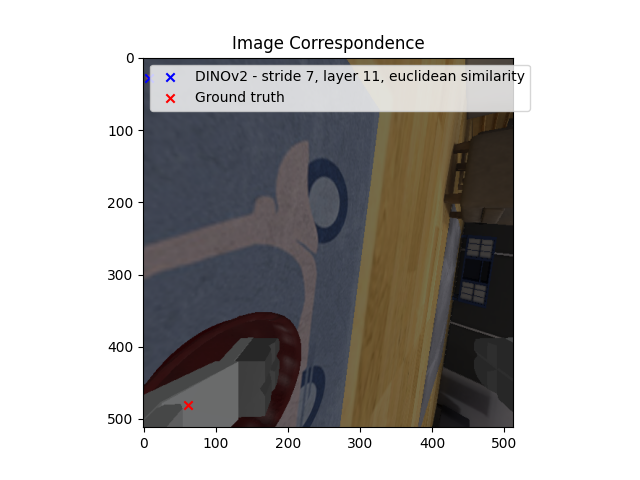 Image Correspondence
DINOv2 - stride 7, layer 11, euclidean similarity
Ground truth
0
100
200
300
400
500
0 100 200 300 400 500